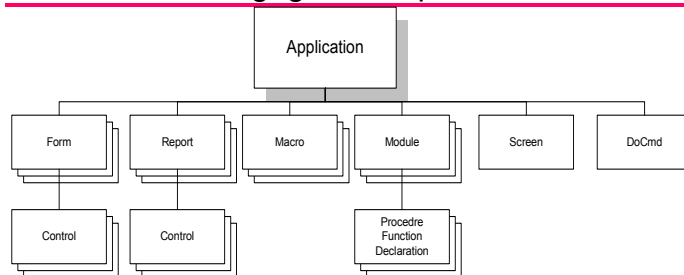 Application
Form
Report
Macro
Module
Screen
DoCmd
Control
Control
Procedre
Function
Declaration